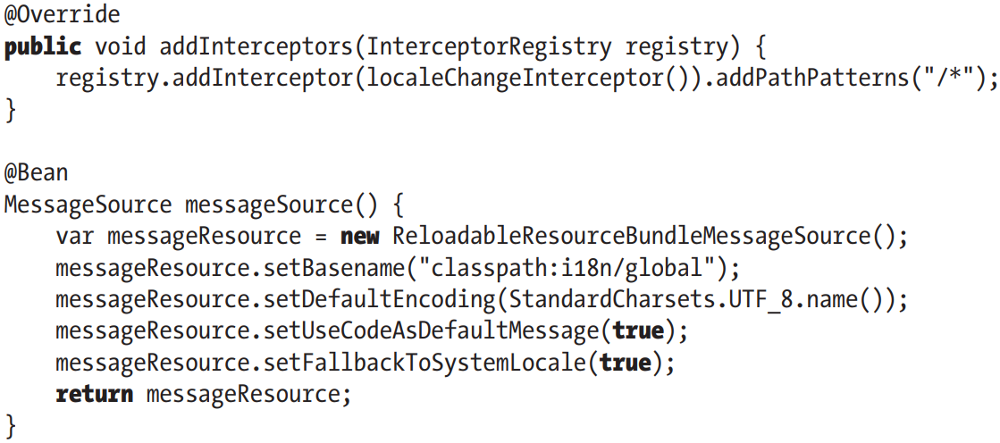 @Override
public void addInterceptors(InterceptorRegistry registry) {
    registry.addInterceptor(localeChangeInterceptor()).addPathPatterns("/*");
}

@Bean
MessageSource messageSource() {
    var messageResource = new ReloadableResourceBundleMessageSource();
    messageResource.setBasename("classpath:i18n/global");
    messageResource.setDefaultEncoding(StandardCharsets.UTF_8.name());
    messageResource.setUseCodeAsDefaultMessage(true);
    messageResource.setFallbackToSystemLocale(true);
    return messageResource;
}